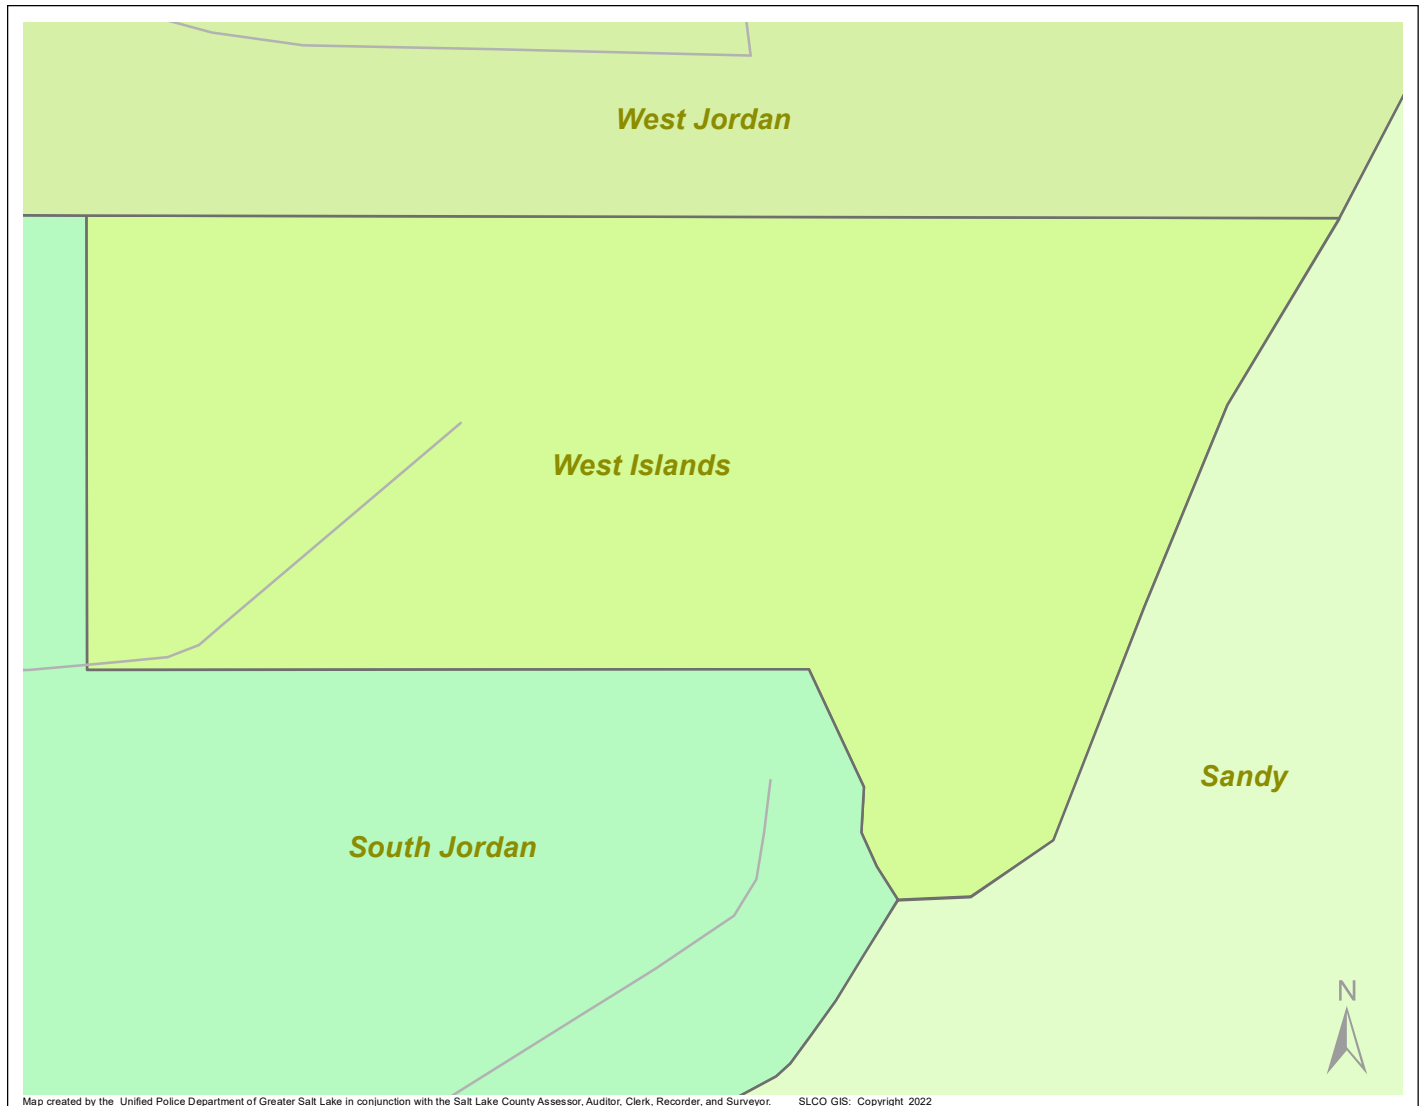 West Jordan
West Islands
Sandy
South Jordan
N
Map created by the Unified Police Department of Greater Salt Lake in conjunction with the Salt Lake County Assessor, Auditor, Clerk, Recorder, and Surveyor. SLCO GIS: Copyright 2022